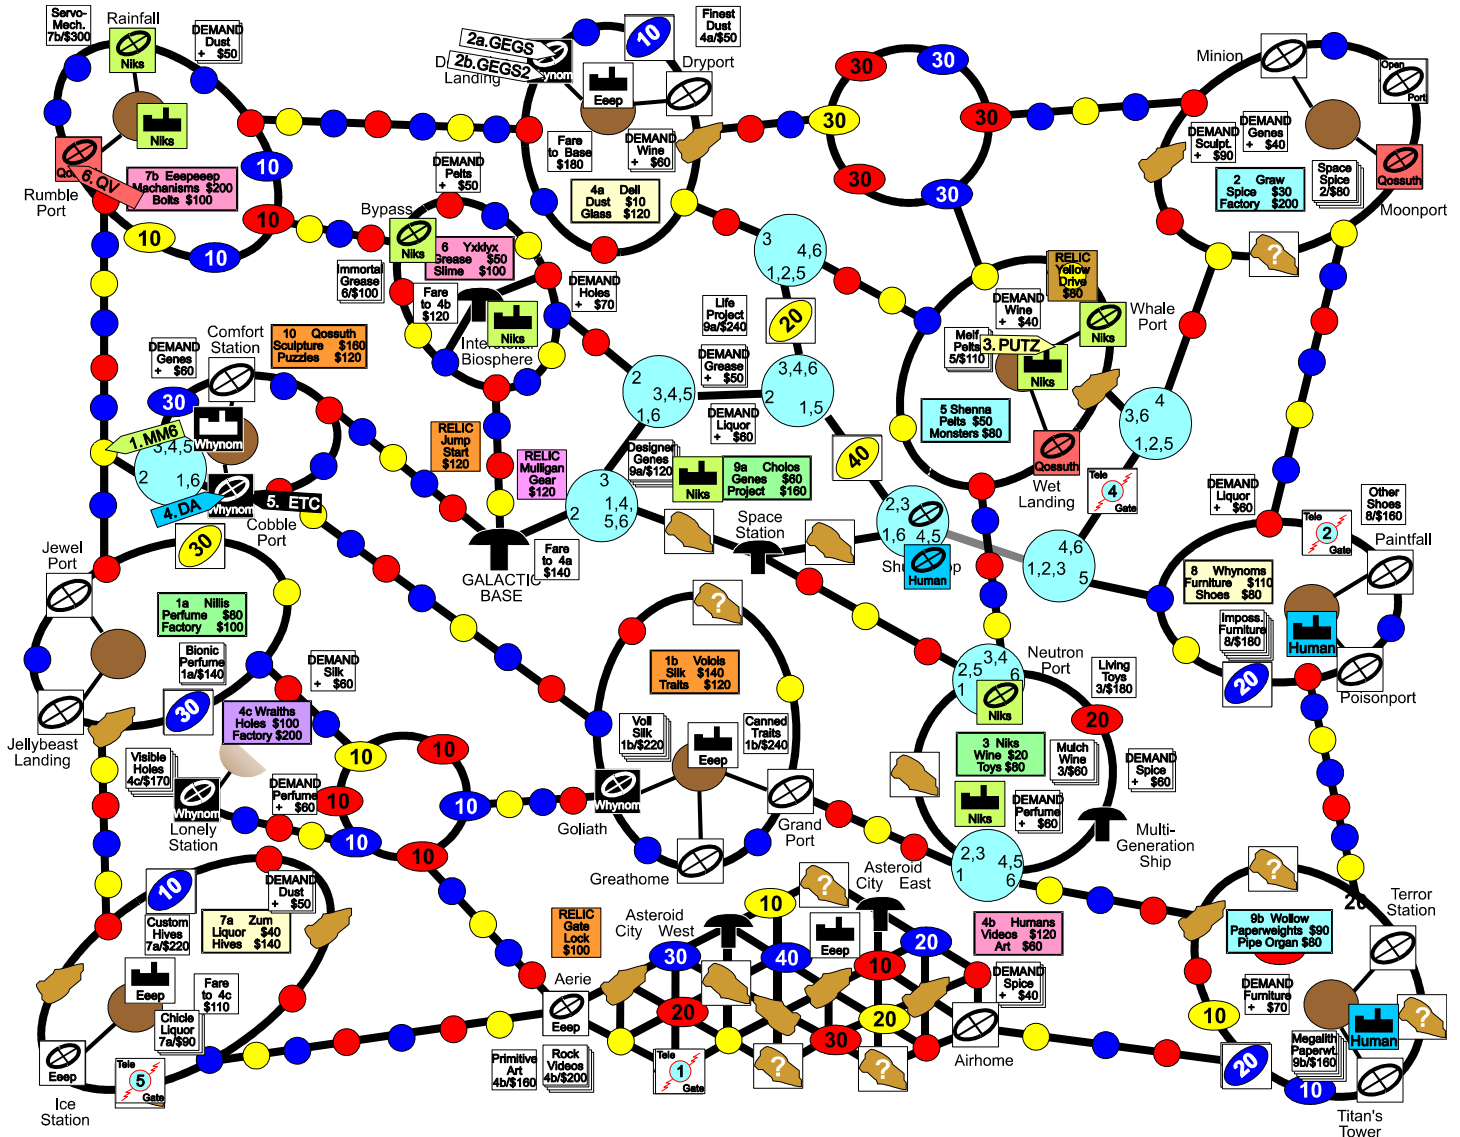 Servo-
Mech.
7b/$300
Rainfall
Niks
DEMAND
Dust
+ $50
Niks
Rumble
Port
6. QV
7b Eeepeeep
Machanisms $200
Bolts $100
10
10
10
10
2a.GEGS
2b.GEGS2
Landing
10
Finest
Dust
4a/$50
Dryport
Eeep
Fare
to Base
$180
DEMAND
Wine
+ $60
4a Dell
Dust $10
Glass $120
30
30
30
30
30
30
Minion
Open
Port
DEMAND
Sculpt.
+ $90
DEMAND
Genes
+ $40
Space
Spice
2/$80
Qossuth
Moonport
2 Graw
Spice $30
Factory $200
?
DEMAND
Pelts
+ $50
Bypass
Niks
6 Yxklyx
Grease $50
Slime $100
Immortal
Grease
6/$100
Fare
to 4b
$120
Niks
Biosphere
DEMAND
Holes
+ $70
3
4,6
1,2,5
20
Life
Project
9a/$240
DEMAND
Grease
+ $50
DEMAND
Liquor
+ $60
2
3,4,5
1,6
3,4,6
2
1,5
RELIC
Yellow
Drive
$80
DEMAND
Wine
+ $40
Melf
Pelts
5/$110
3. PUTZ
Niks
Whale
Port
Niks
5 Shenna
Pelts $50
Monsters $80
Qossuth
Wet
Landing
4
3,6
1,2,5
Tele
4
Gate
10 Qossuth
Sculpture $160
Puzzles $120
Comfort
Station
DEMAND
Genes
+ $60
30
Whynom
1.MM6
3,4,5
2
1,6
4. DA
Whynom
5. ETC
Cobble
Port
RELIC
Jump
Start
$120
RELIC
Mulligan
Gear
$120
Designer
Genes
9a/$120
Niks
9a Cholos
Genes $60
Project $160
40
3
2
1,4,
5,6
GALACTIC
BASE
Fare
to 4a
$140
Space
Station
2,3
1,6
4,5
Human
4,6
1,2,3
5
DEMAND
Liquor
+ $60
Tele
2
Gate
Other
Shoes
8/$160
Paintfall
8 Whynoms
Furniture $110
Shoes $80
Imposs.
Furniture
8/$160
Human
20
Poisonport
Jewel
Port
30
1a Nillis
Perfume $80
Factory $100
Bionic
Perfume
1a/$140
DEMAND
Silk
+ $60
30
Jellybeast
Landing
4c Wraiths
Holes $100
Factory $200
Visible
Holes
4c/$170
Whynom
Lonely
Station
DEMAND
Perfume
+ $60
10
10
10
10
10
10
?
1b Volois
Silk $140
Traits $120
Voll
Silk
1b/$220
Eeep
Canned
Traits
1b/$240
Whynom
Goliath
Greathome
Grand
Port
Neutron
Port
3,4
2,5
1
6
Niks
Living
Toys
3/$180
20
3 Niks
Wine $20
Toys $80
Mulch
Wine
3/$60
DEMAND
Spice
+ $60
Niks
DEMAND
Perfume
+ $60
Multi-
Generation
Ship
2,3
1
4,5
6
10
DEMAND
Dust
+ $50
Custom
Hives
7a/$220
7a Zum
Liquor $40
Hives $140
Eeep
Fare
to 4c
$110
Chicle
Liquor
7a/$90
Eeep
Tele
5
Gate
Ice
Station
RELIC
Gate
Lock
$100
Asteroid
City West
Asteroid
City East
?
10
Eeep
30
40
20
10
Aerie
Eeep
20
20
30
Primitive
Art
4b/$160
Rock
Videos
4b/$200
Tele
1
Gate
?
?
4b Humans
Videos $120
Art $60
DEMAND
Spice
+ $40
Airhome
?
20
Terror
Station
9b Wollow
Paperweights $90
Pipe Organ $80
DEMAND
Furniture
+ $70
10
?
Human
Megalith
Paperwt.
9b/$160
20
10
Titan's
Tower